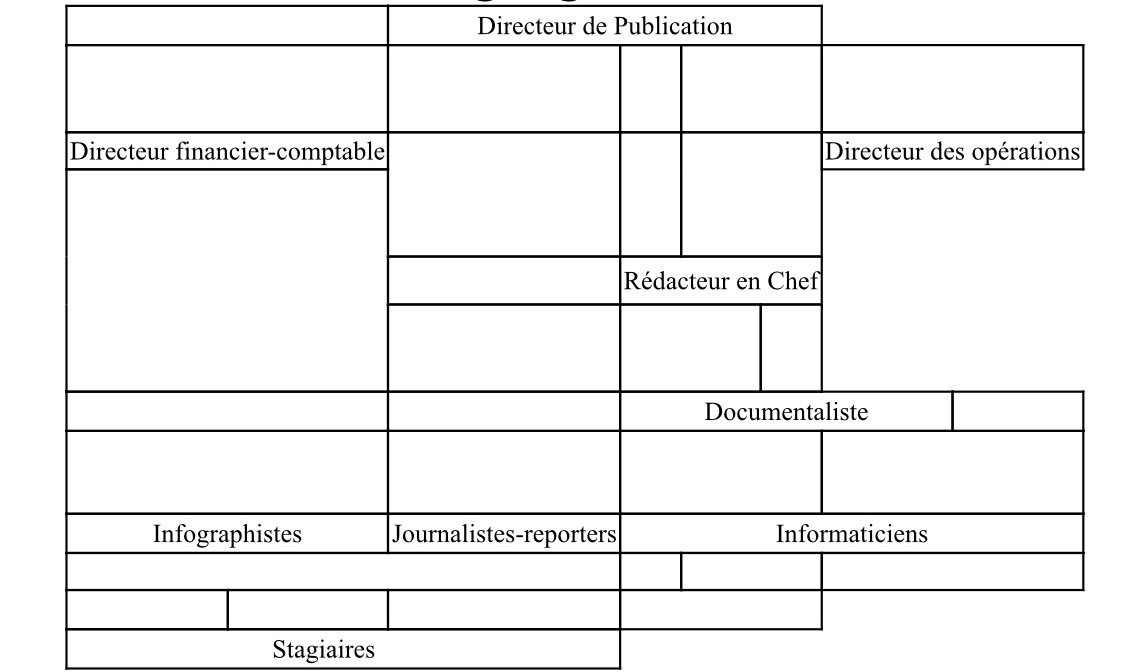 Directeur de Publication
Directeur financier-comptable
Directeur des opérations
Rédacteur en Chef
Documentaliste
Infographistes
Journalistes-reporters
Informaticiens
Stagiaires